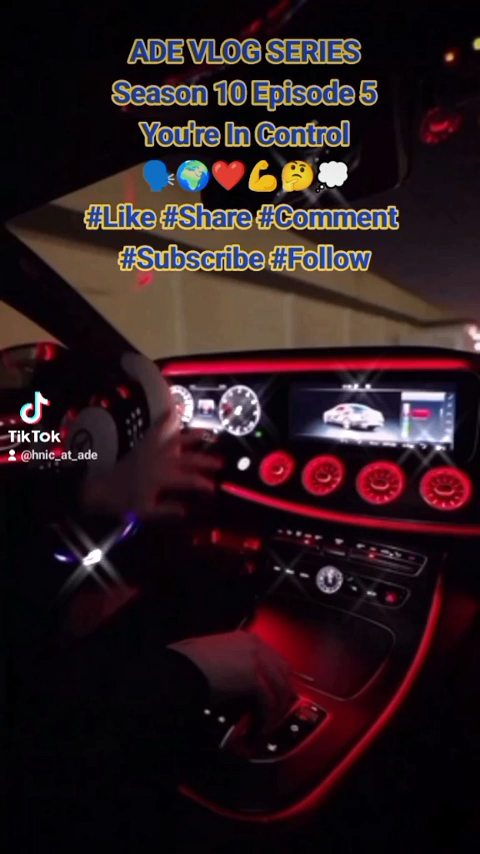 ADE VLOG SERIES
Season 10 Episode 5
You're In Control
🗣️🌍❤️💪🤔💭
#Like #Share #Comment
#Subscribe #Follow
TikTok
@hnic_at_ade